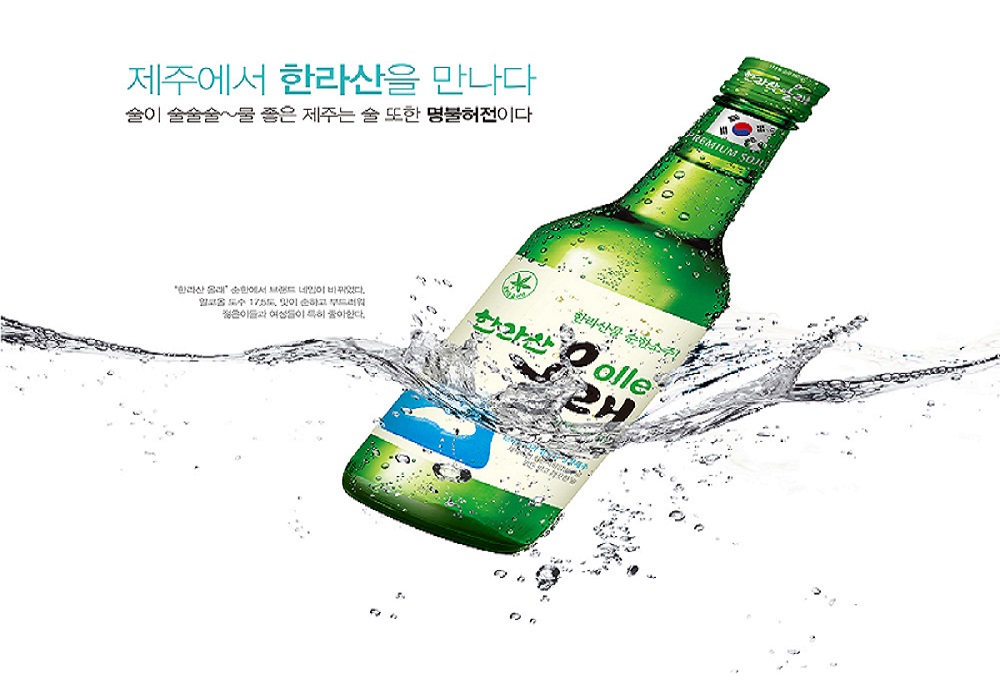 제주에서 한라산을 만나다
술이 술술술~물 좋은 제주는 술 또한 명불허전이다
"한라산 올래" 순한에서 브랜드 네임이 바뀌었다.
알코올 도수 17.5도, 맛이 순하고 부드러워
젊은이들과 여성들이 특히 좋아한다.
한라산 올래
PREMIUM SOJU
한라산물 순한소주
한라산
olle
올래